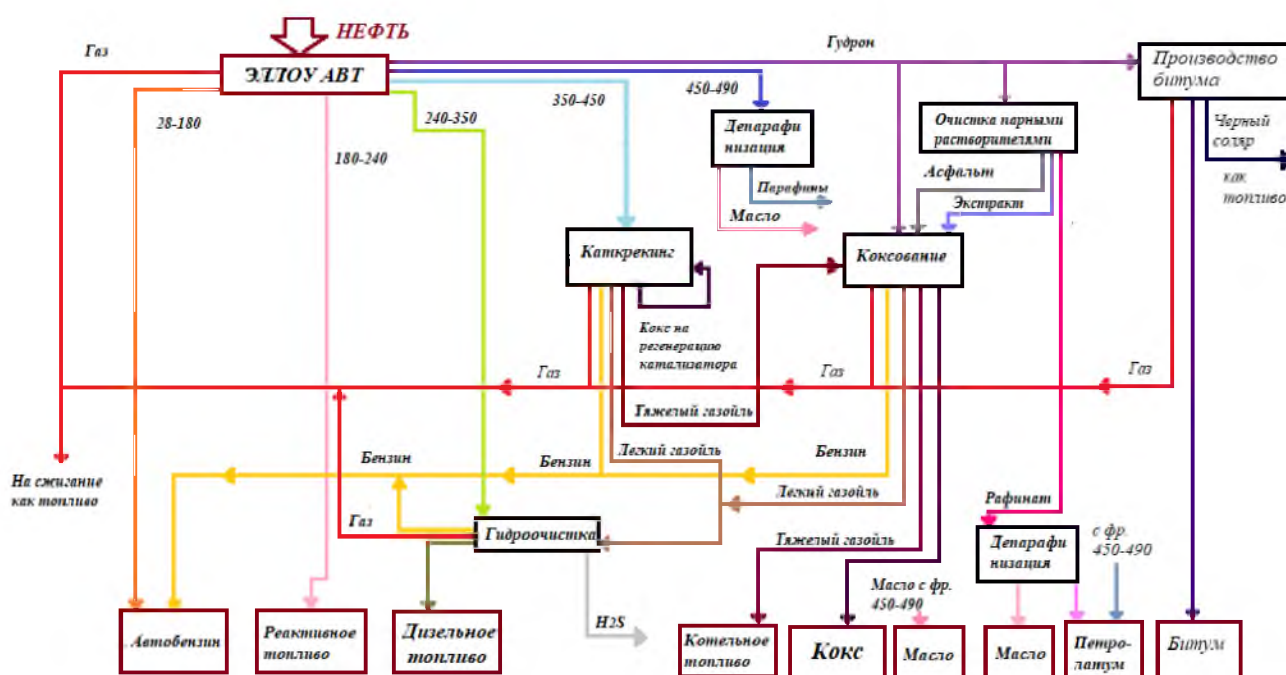 НЕФТЬ
Газ
ЭЛЛОУ АВТ
Гудрон
Производство
битума
28-180
180-240
240-350
350-450
450-490
Депарафи
низация
Очистка парными
растворителями
Черный
соляр
как
топливо
Парафины
Масло
Асфальт
Экстракт
Каткрекинг
Коксование
Кокс на
регенерацию
катализатора
Газ
Газ
Газ
Тяжелый газойль
На сжигание
как топливо
Бензин
Бензин
Легкий газойль
Бензин
Легкий газойль
Рафинат
Газ
Гидроочистка
Тяжелый газойль
Депарафи
низация
с фр.
450-490
Масло с фр.
450-490
H2S
Автобензин
Реактивное
топливо
Дизельное
топливо
Котельное
топливо
Кокс
Масло
Масло
Петро-
латум
Битум